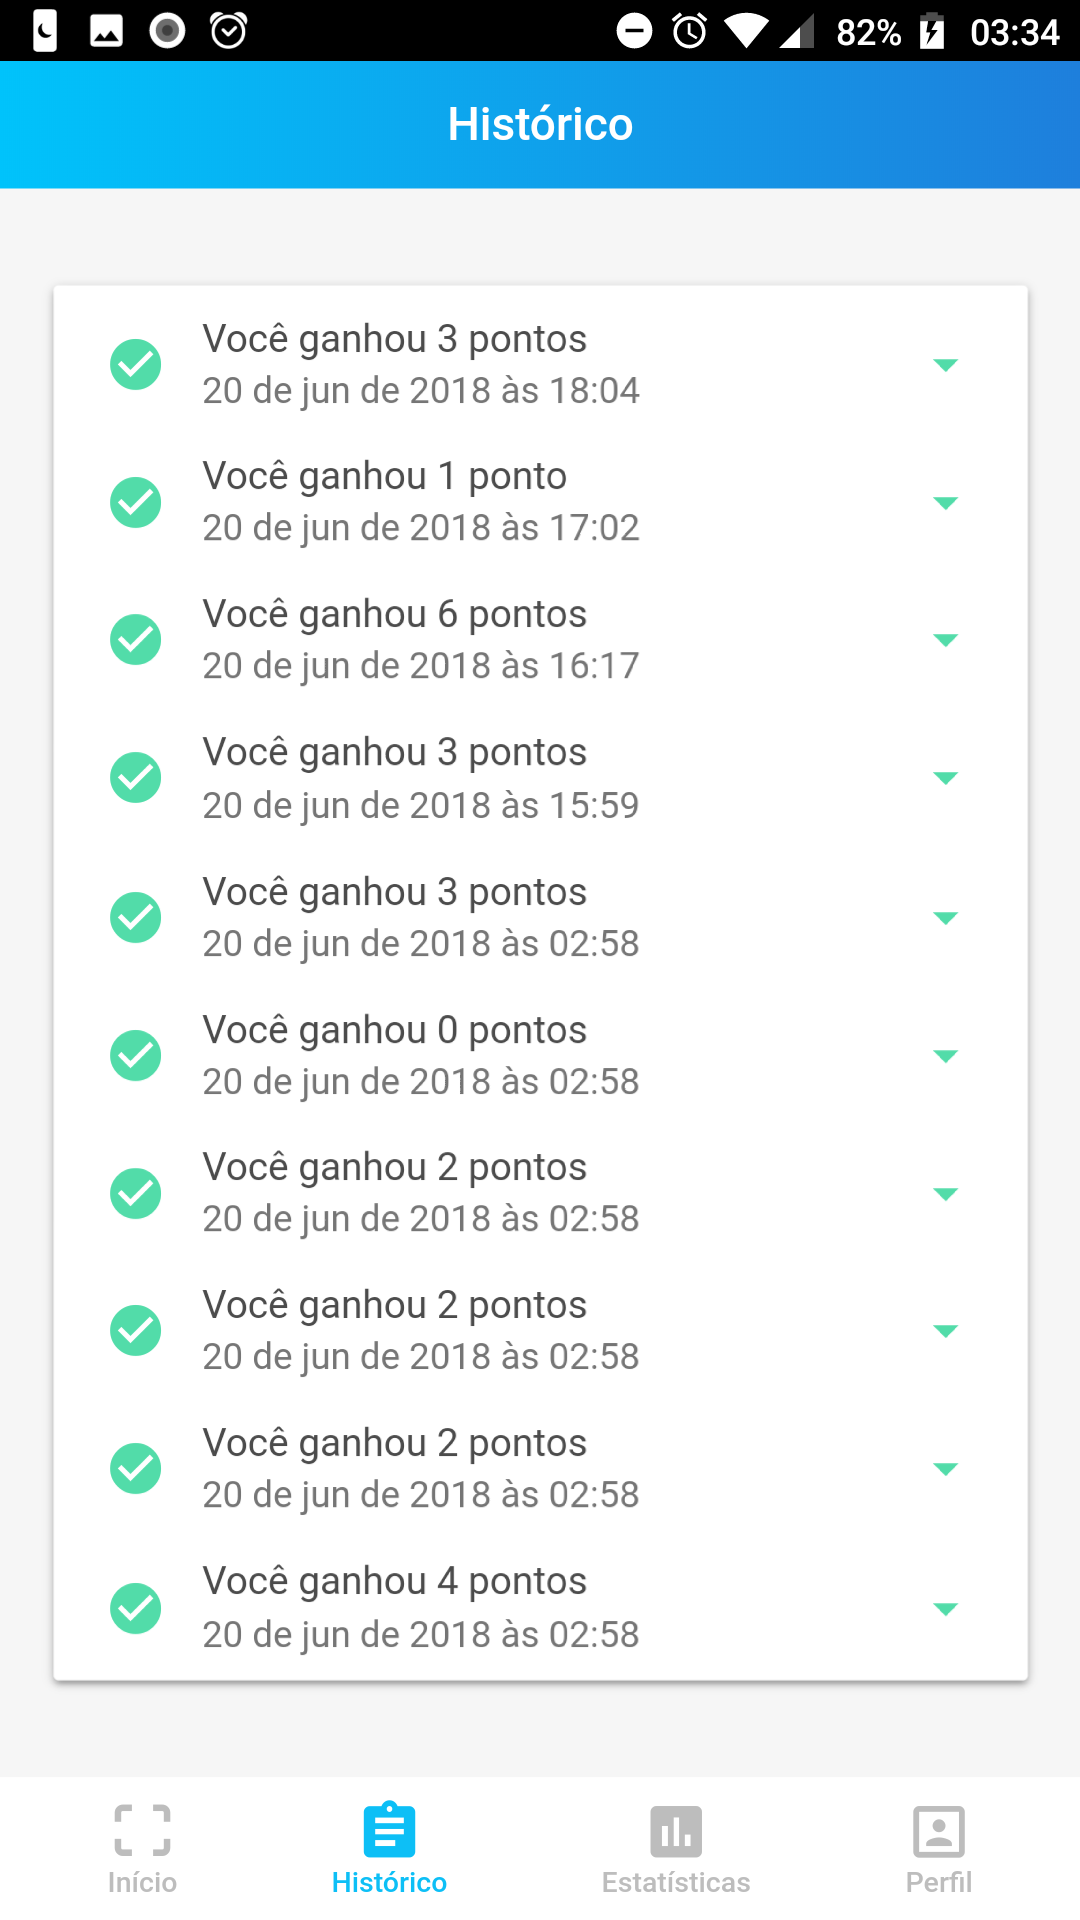 82% 03:34
Histórico
Você ganhou 3 pontos
20 de jun de 2018 às 18:04
Você ganhou 1 ponto
20 de jun de 2018 às 17:02
Você ganhou 6 pontos
20 de jun de 2018 às 16:17
Você ganhou 3 pontos
20 de jun de 2018 às 15:59
Você ganhou 3 pontos
20 de jun de 2018 às 02:58
Você ganhou 0 pontos
20 de jun de 2018 às 02:58
Você ganhou 2 pontos
20 de jun de 2018 às 02:58
Você ganhou 2 pontos
20 de jun de 2018 às 02:58
Você ganhou 2 pontos
20 de jun de 2018 às 02:58
Você ganhou 4 pontos
20 de jun de 2018 às 02:58
Início Histórico Estatísticas Perfil